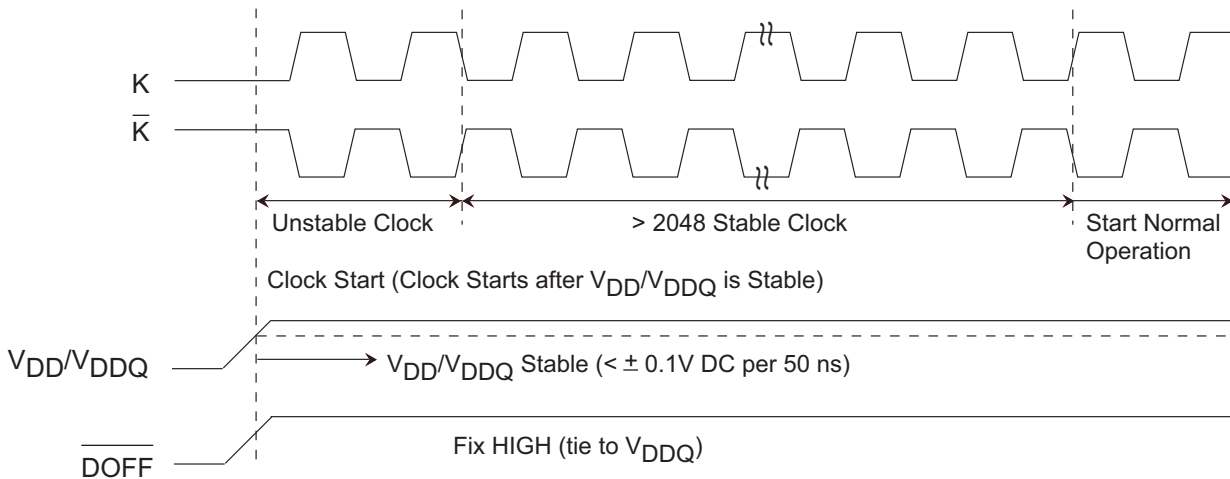 K
K̅
Unstable Clock
> 2048 Stable Clock
Start Normal
Operation
Clock Start (Clock Starts after VDD/VDDQ is Stable)
VDD/VDDQ
VDD/VDDQ Stable (< ± 0.1V DC per 50 ns)
Fix HIGH (tie to VDDQ)
D̅O̅F̅F̅